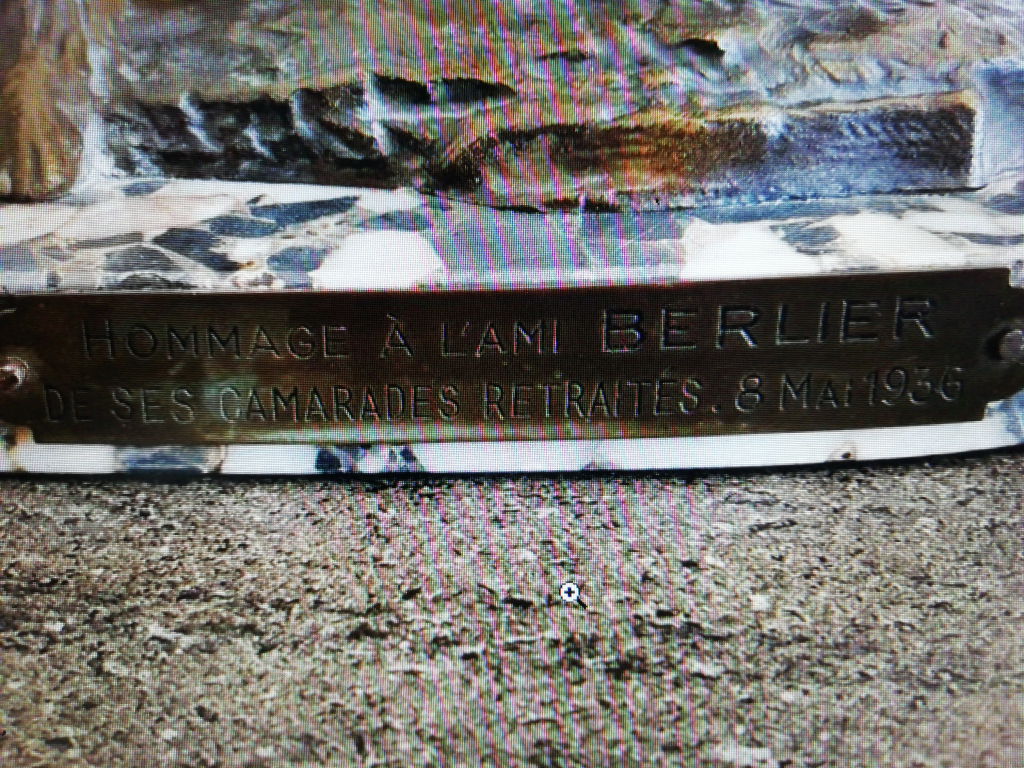 HOMMAGE À L'AMI BERLIER
DE SES CAMARADES RETRAITÉS. 8 MAI 1936